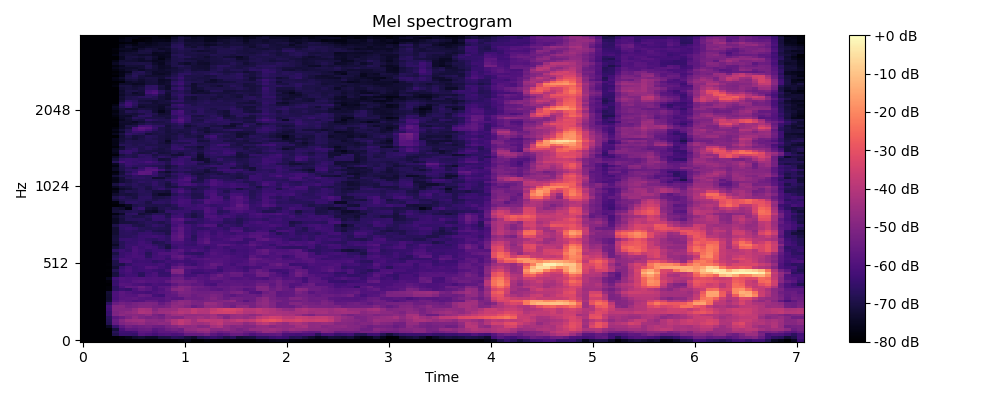 Mel spectrogram
Hz
2048
1024
512
0
0 1 2 3 4 5 6 7
Time
+0 dB
-10 dB
-20 dB
-30 dB
-40 dB
-50 dB
-60 dB
-70 dB
-80 dB